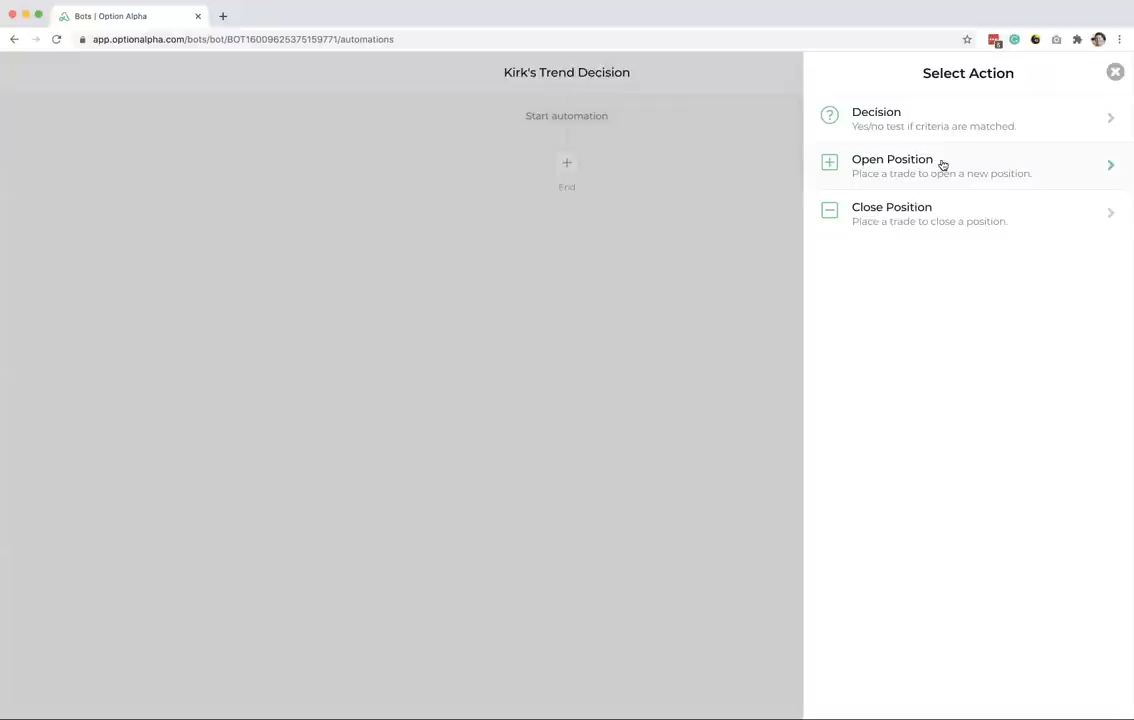 Bots | Option Alpha
app.optionalpha.com/bots/bot/BOT16009625375159771/automations
Kirk's Trend Decision
Start automation
End
Select Action
Decision
Yes/no test if criteria are matched.
Open Position
Place a trade to open a new position.
Close Position
Place a trade to close a position.